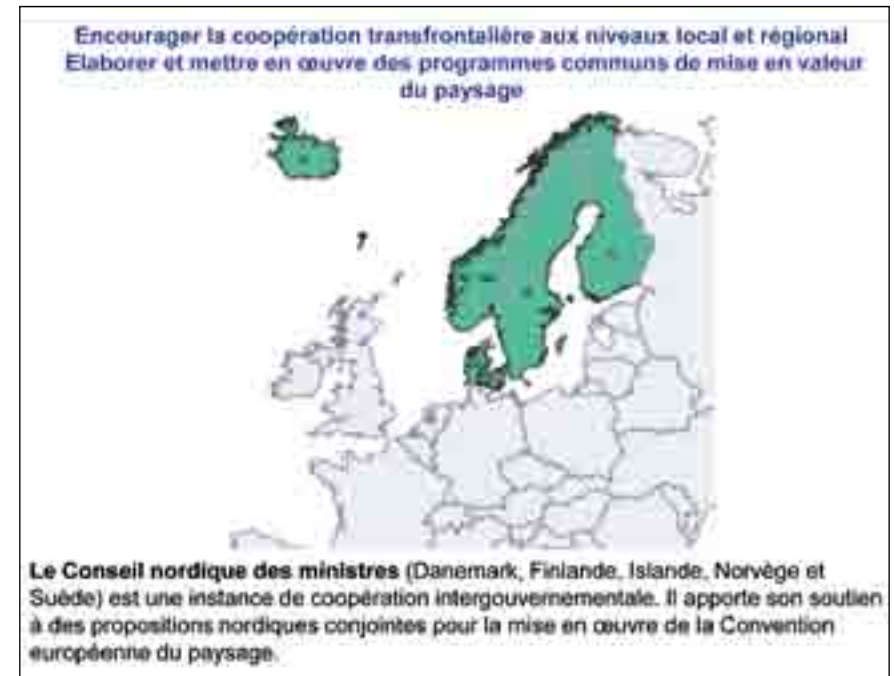 Encourager la coopération transfrontalière aux niveaux local et régional
Elaborer et mettre en œuvre des programmes communs de mise en valeur
du paysage
Le Conseil nordique des ministres (Danemark, Finlande, Islande, Norvège et
Suède) est une instance de coopération intergouvernementale. Il apporte son soutien
à des propositions nordiques conjointes pour la mise en œuvre de la Convention
européenne du paysage.